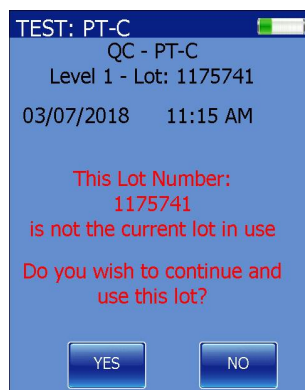 TEST: PT-C
QC - PT-C
Level 1 - Lot: 1175741
03/07/2018 11:15 AM
This Lot Number:
1175741
is not the current lot in use
Do you wish to continue and
use this lot?
YES NO